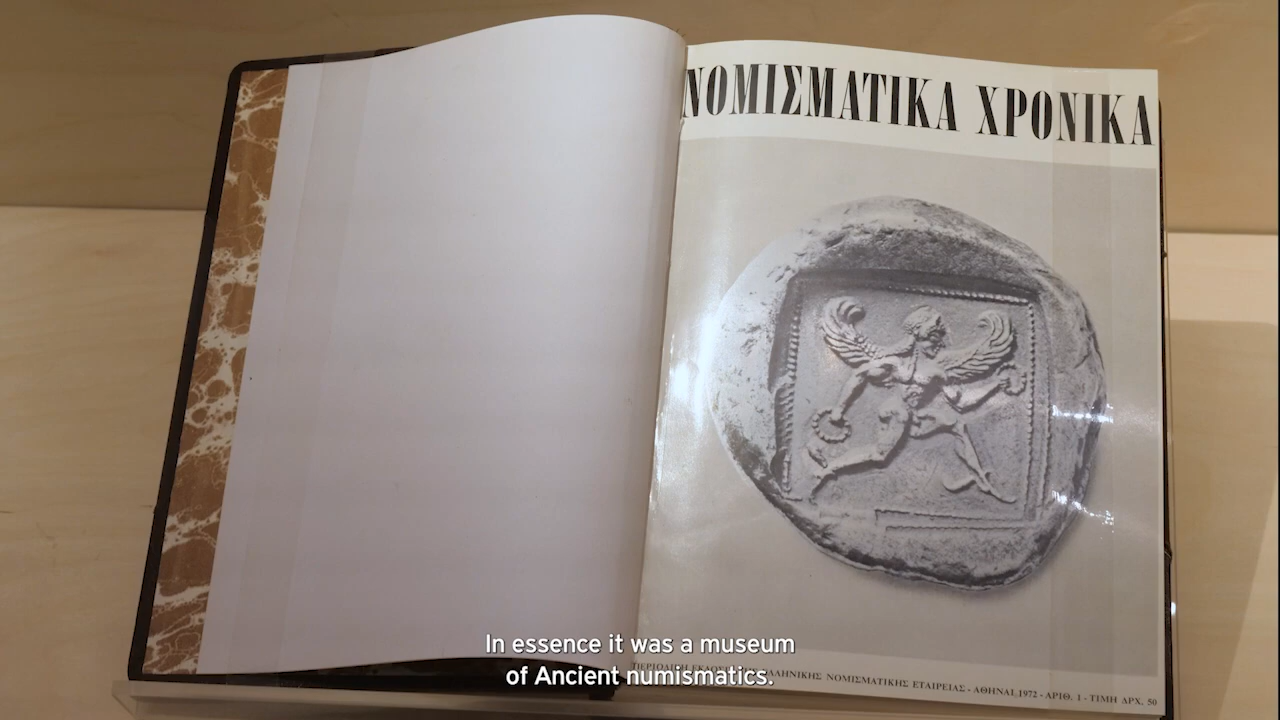 ΝΟΜΙΣΜΑΤΙΚΑ ΧΡΟΝΙΚΑ
In essence it was a museum
of Ancient numismatics.
ΝΟΜΙΣΜΑΤΙΚΗΣ ΕΤΑΙΡΕΙΑΣ - ΑΘΗΝΑΙ 1972 - ΑΡΙΘ. 1 - ΤΙΜΗ ΔΡΧ. 50